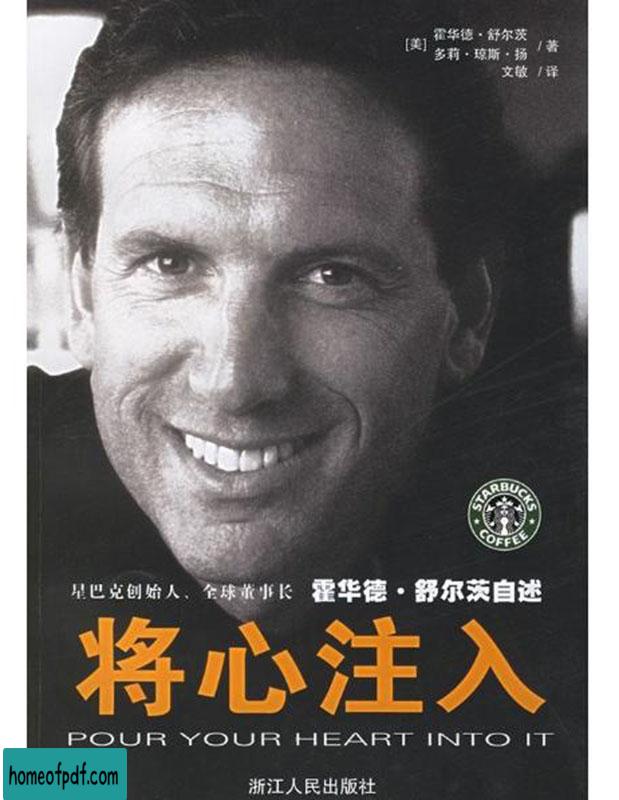 [美] 霍华德·舒尔茨
多莉·琼斯·扬 / 著
文敏 / 译
STARBUCKS
COFFEE
星巴克创始人、全球董事长 霍华德·舒尔茨自述
将心注入
POUR YOUR HEART INTO IT
浙江人民出版社
homeofpdf.com